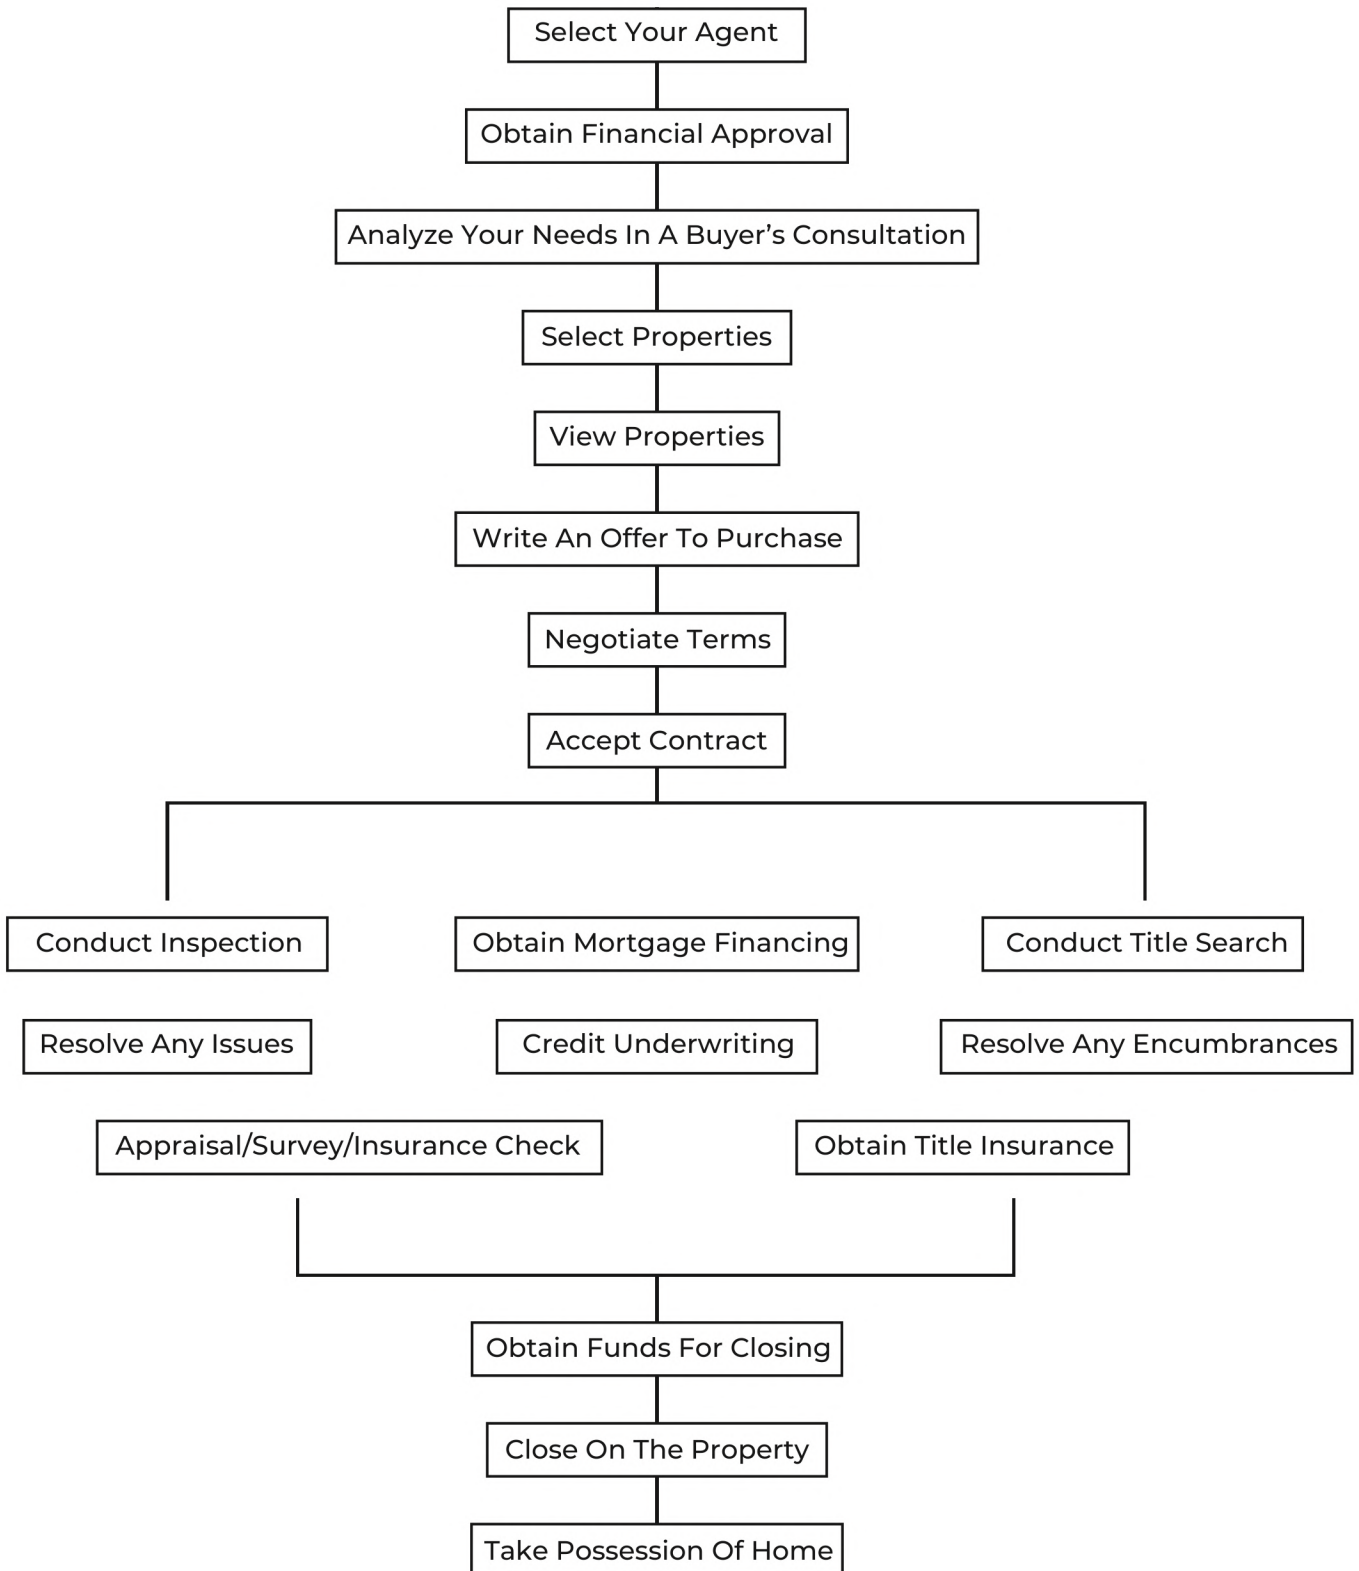 Select Your Agent
Obtain Financial Approval
Analyze Your Needs In A Buyer’s Consultation
Select Properties
View Properties
Write An Offer To Purchase
Negotiate Terms
Accept Contract
Conduct Inspection
Obtain Mortgage Financing
Conduct Title Search
Resolve Any Issues
Credit Underwriting
Resolve Any Encumbrances
Appraisal/Survey/Insurance Check
Obtain Title Insurance
Obtain Funds For Closing
Close On The Property
Take Possession Of Home